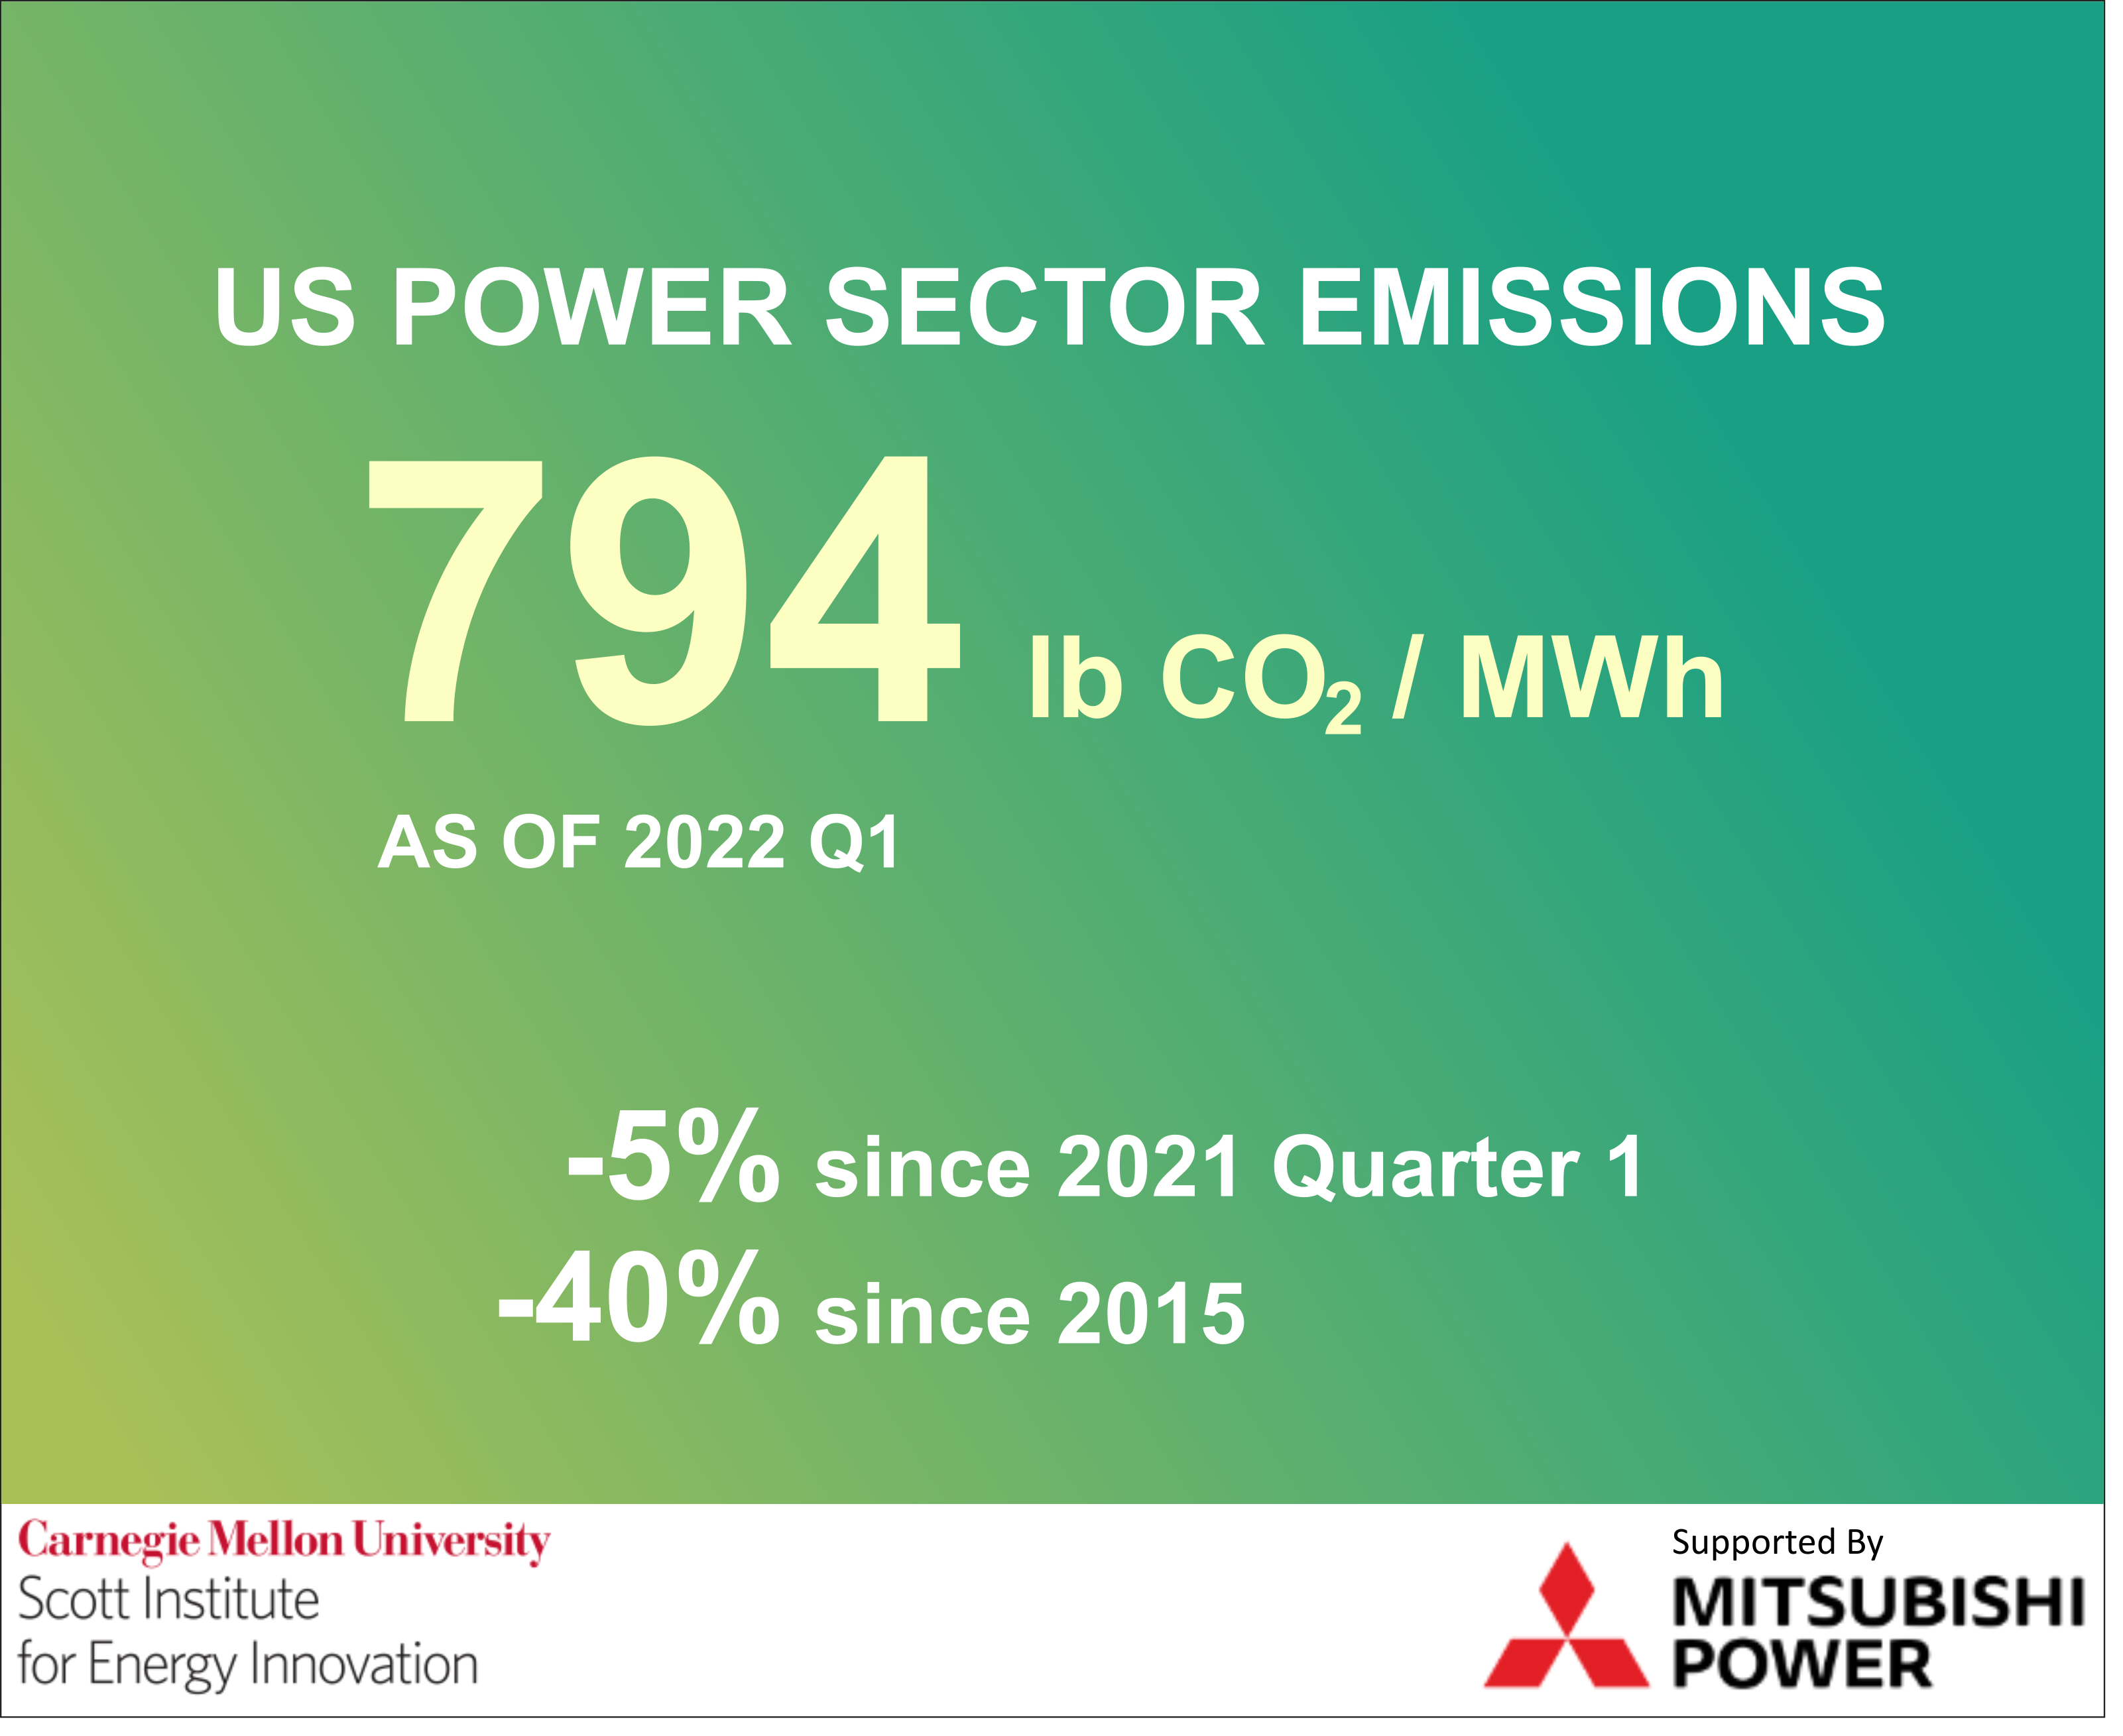 US POWER SECTOR EMISSIONS
794 lb CO₂ / MWh
AS OF 2022 Q1
-5% since 2021 Quarter 1
-40% since 2015
Carnegie Mellon University
Scott Institute
for Energy Innovation
Supported By
MITSUBISHI
POWER